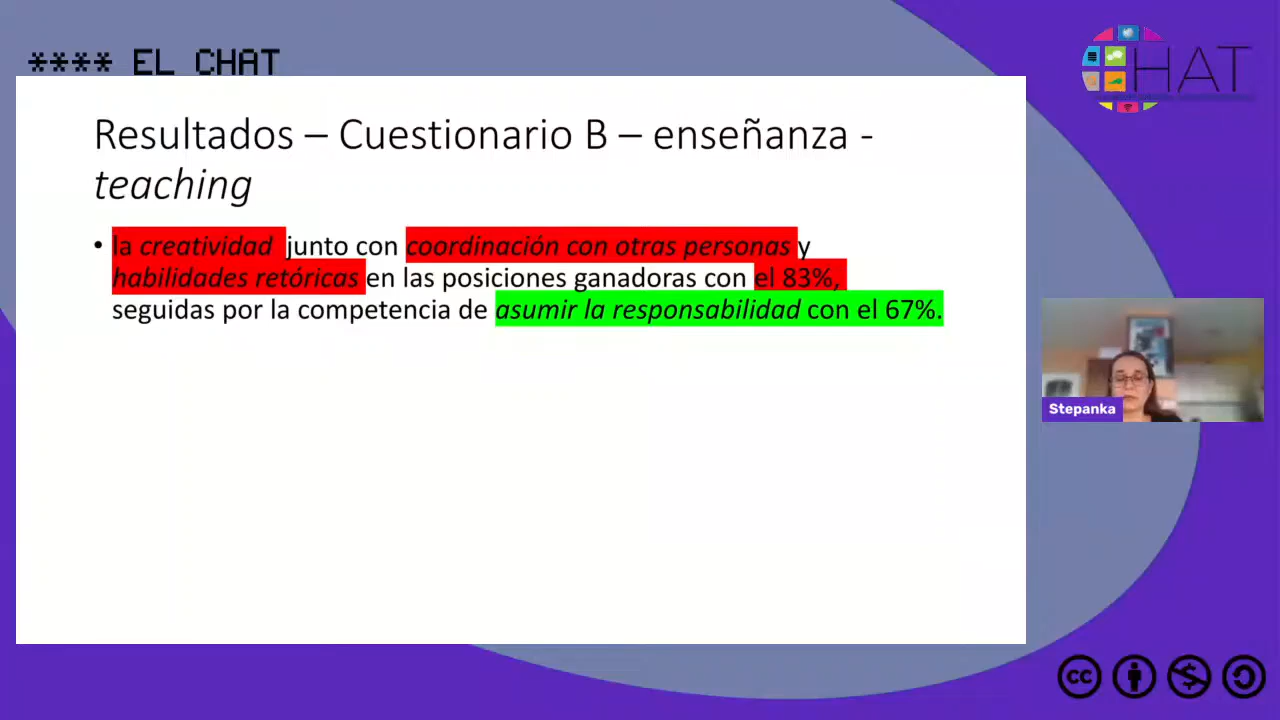 **** EL CHAT
HAT
Resultados – Cuestionario B – enseñanza -
teaching
• la creatividad junto con coordinación con otras personas y
habilidades retóricas en las posiciones ganadoras con el 83%,
seguidas por la competencia de asumir la responsabilidad con el 67%.
Stepanka
cc